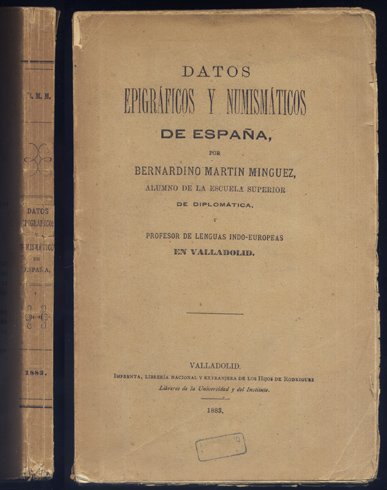 B. M. M.
DATOS
EPIGRÁFICOS
Y
NUMISMÁTICOS
DE
ESPAÑA,
1883.
DATOS
EPIGRÁFICOS Y NUMISMÁTICOS
DE ESPAÑA,
POR
BERNARDINO MARTIN MINGUEZ,
ALUMNO DE LA ESCUELA SUPERIOR
DE DIPLOMÁTICA,
Y
PROFESOR DE LENGUAS INDO-EUROPEAS
EN VALLADOLID.
VALLADOLID.
IMPRENTA, LIBRERÍA NACIONAL Y EXTRANJERA DE LOS HIJOS DE RODRIGUEZ
Libreros de la Universidad y del Instituto.
1883.